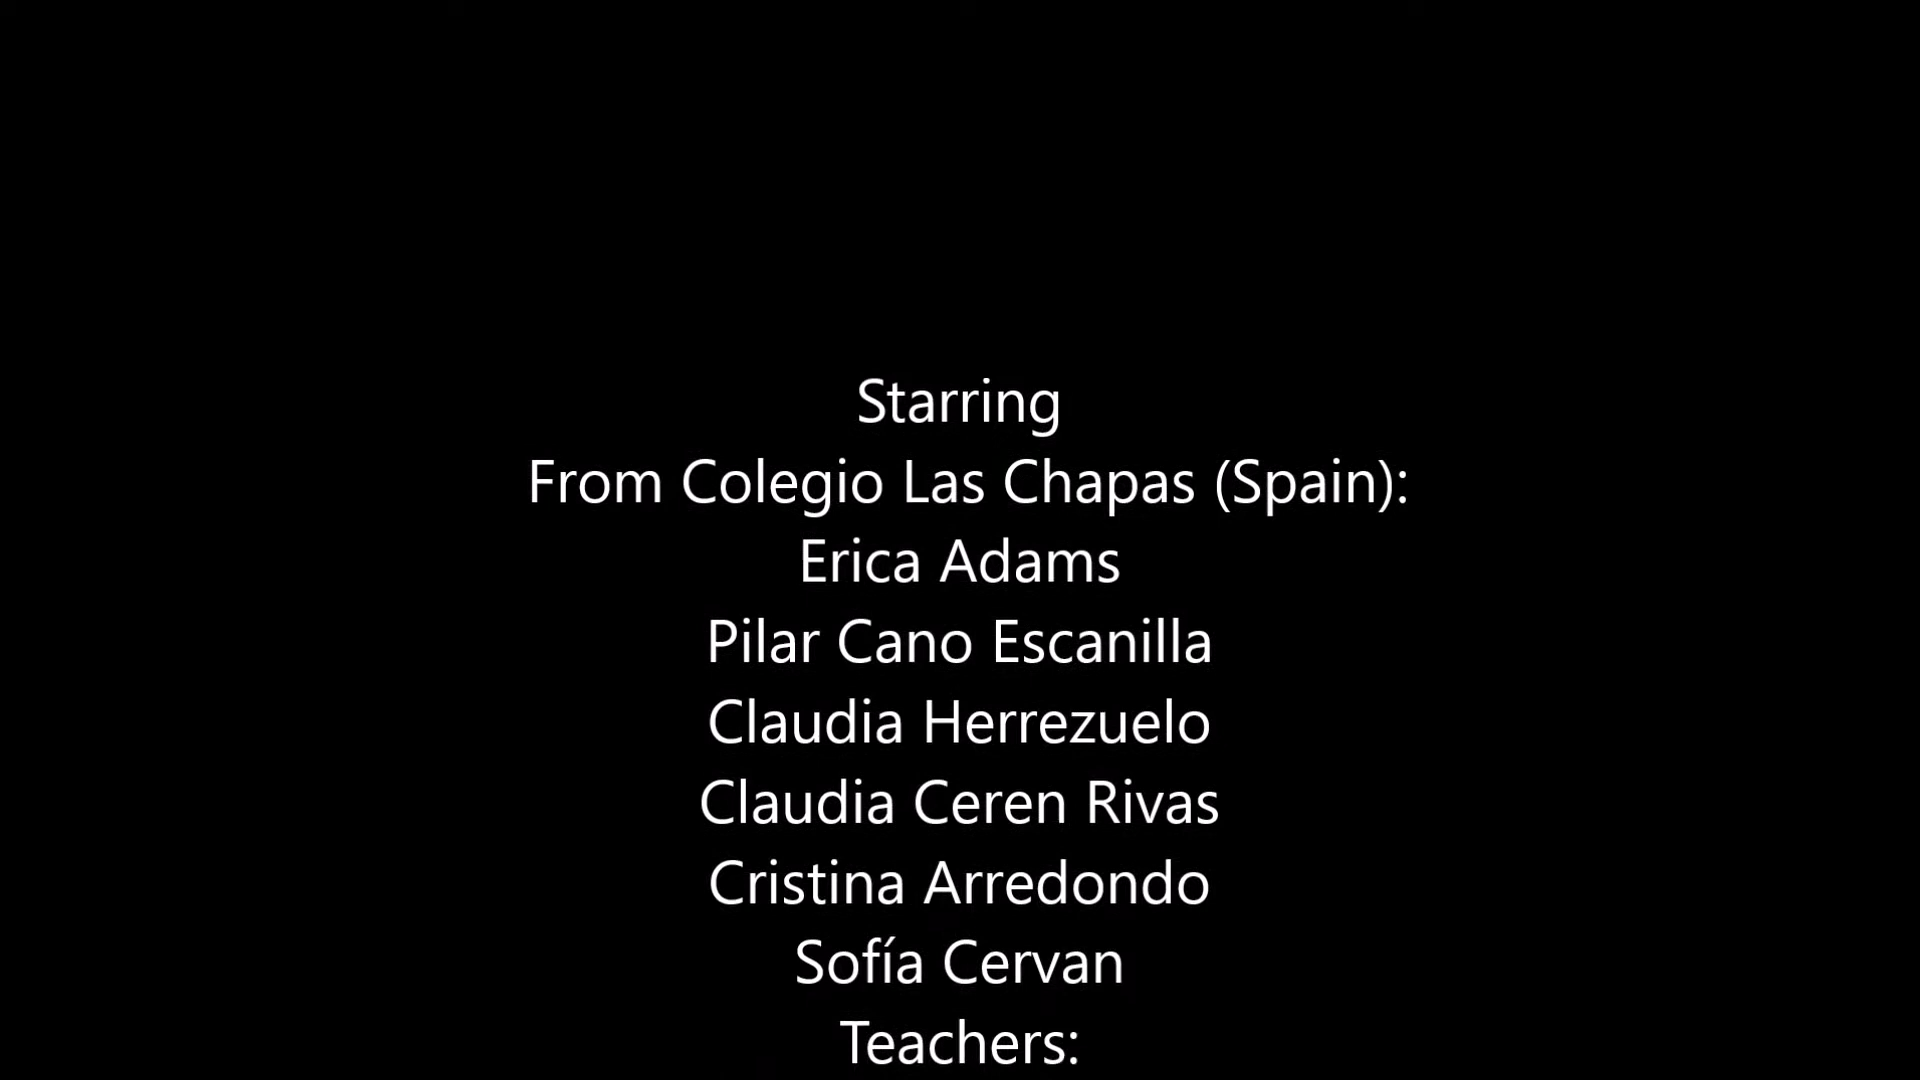 Starring
From Colegio Las Chapas (Spain):
Erica Adams
Pilar Cano Escanilla
Claudia Herrezuelo
Claudia Ceren Rivas
Cristina Arredondo
Sofía Cervan
Teachers: